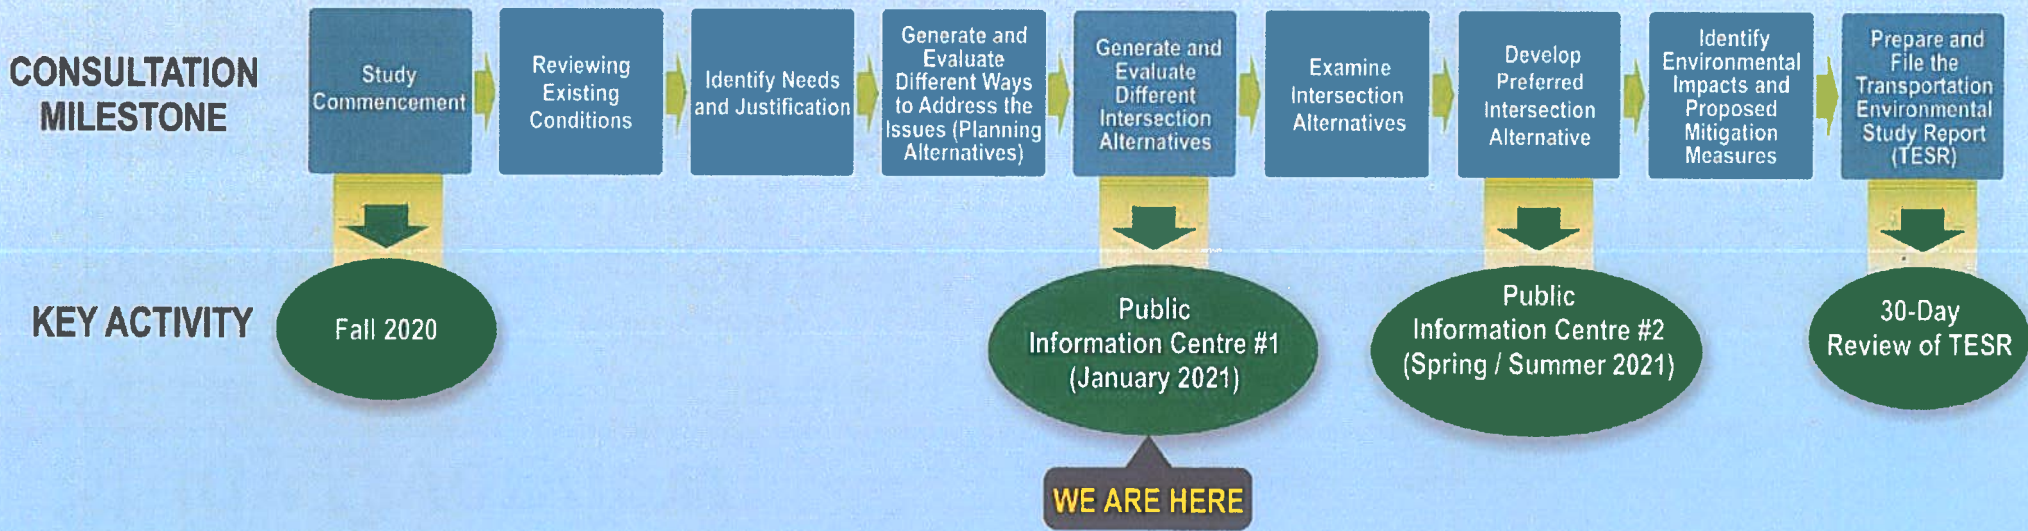 CONSULTATION
MILESTONE
Study
Commencement
Reviewing
Existing
Conditions
Identify Needs
and Justification
Generate and
Evaluate
Different Ways
to Address the
Issues (Planning
Alternatives)
Generate and
Evaluate
Different
Intersection
Alternatives
Examine
Intersection
Alternatives
Develop
Preferred
Intersection
Alternative
Identify
Environmental
Impacts and
Proposed
Mitigation
Measures
Prepare and
File the
Transportation
Environmental
Study Report
(TESR)
KEY ACTIVITY
Fall 2020
Public
Information Centre #1
(January 2021)
Public
Information Centre #2
(Spring / Summer 2021)
30-Day
Review of TESR
WE ARE HERE